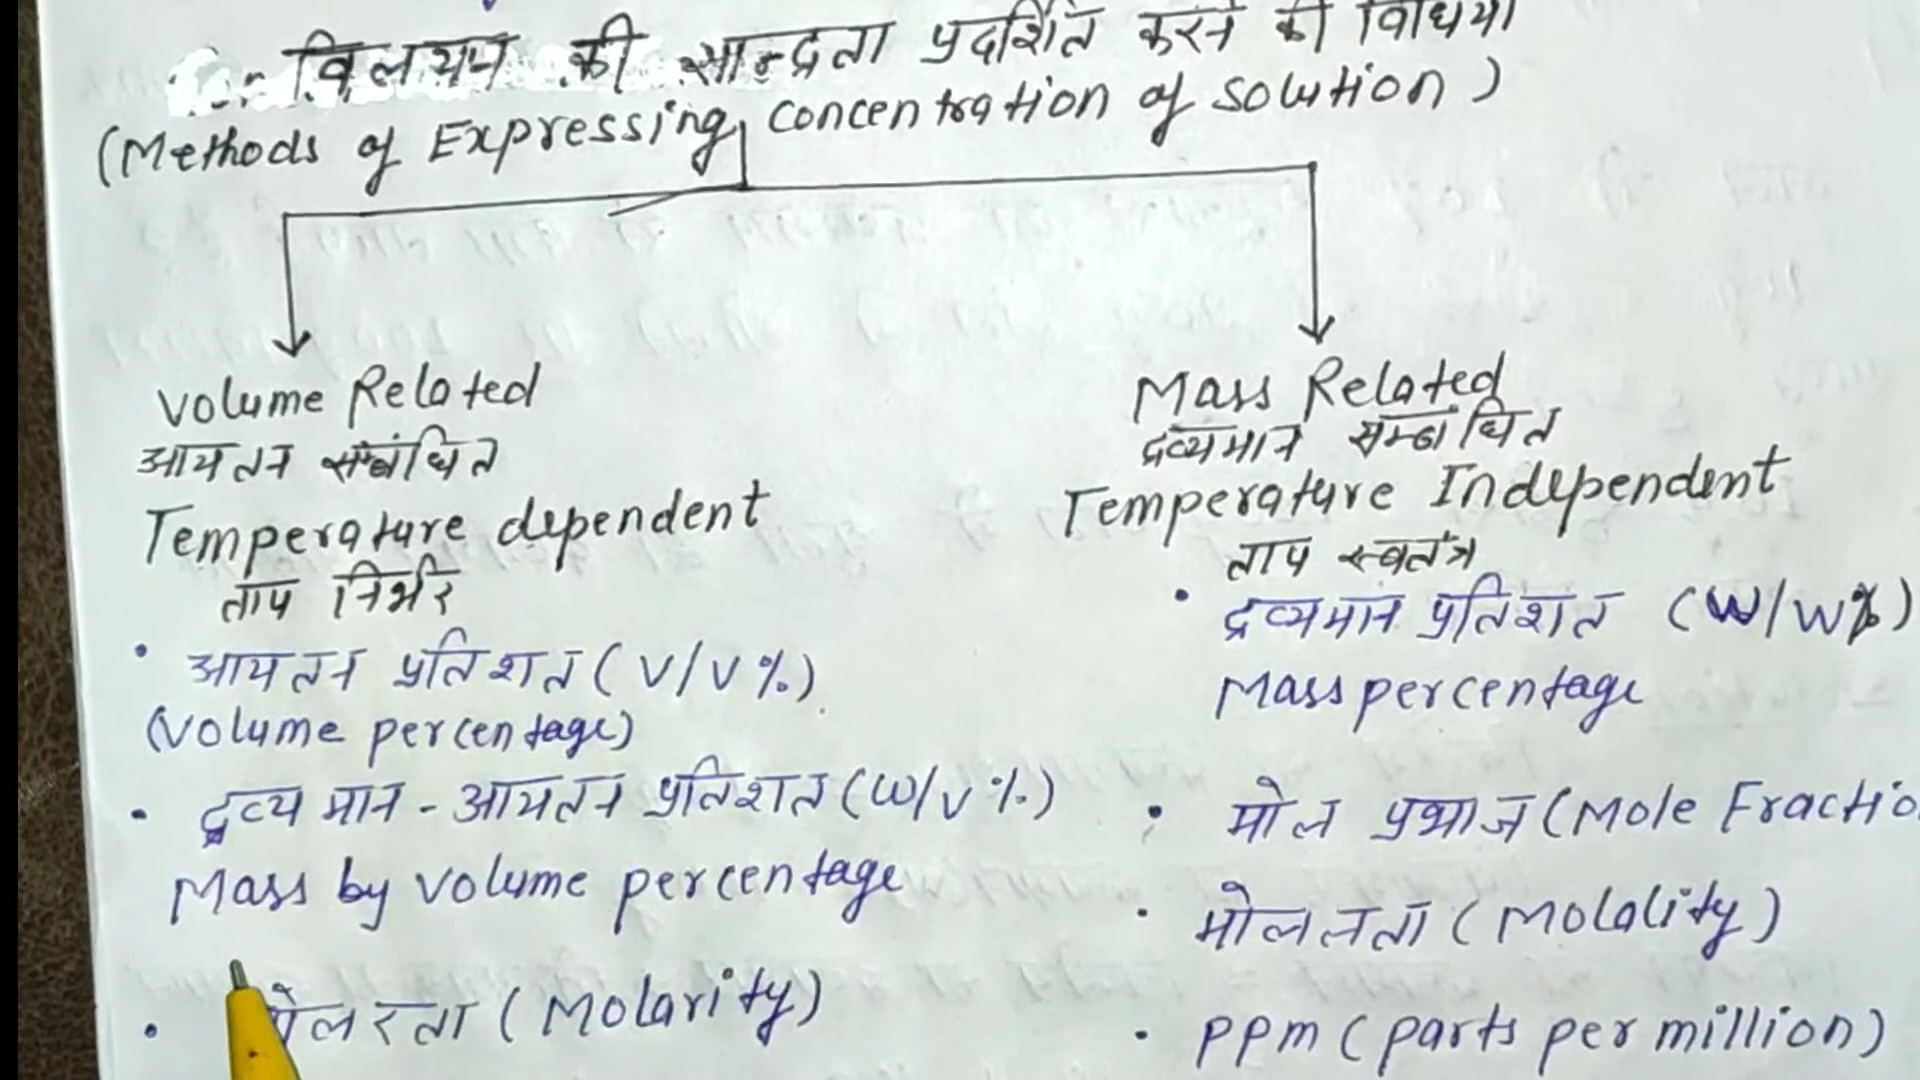 विलयन की सान्द्रता प्रदर्शित करने की विधियाँ
(Methods of Expressing concentration of solution)
Volume Related
आयतन संबंधित
Temperature dependent
ताप निर्भर
• आयतन प्रतिशत (V/V %)
(Volume percentage)
• द्रव्यमान - आयतन प्रतिशत (W/V %)
Mass by volume percentage
• मोलरता (Molarity)
Mass Related
द्रव्यमान सम्बंधित
Temperature Independent
ताप स्वतंत्र
• द्रव्यमान प्रतिशत (W/W%)
Mass percentage
• मोल प्रभाज (Mole Fractio
• मोललता (Molality)
• ppm (parts per million)